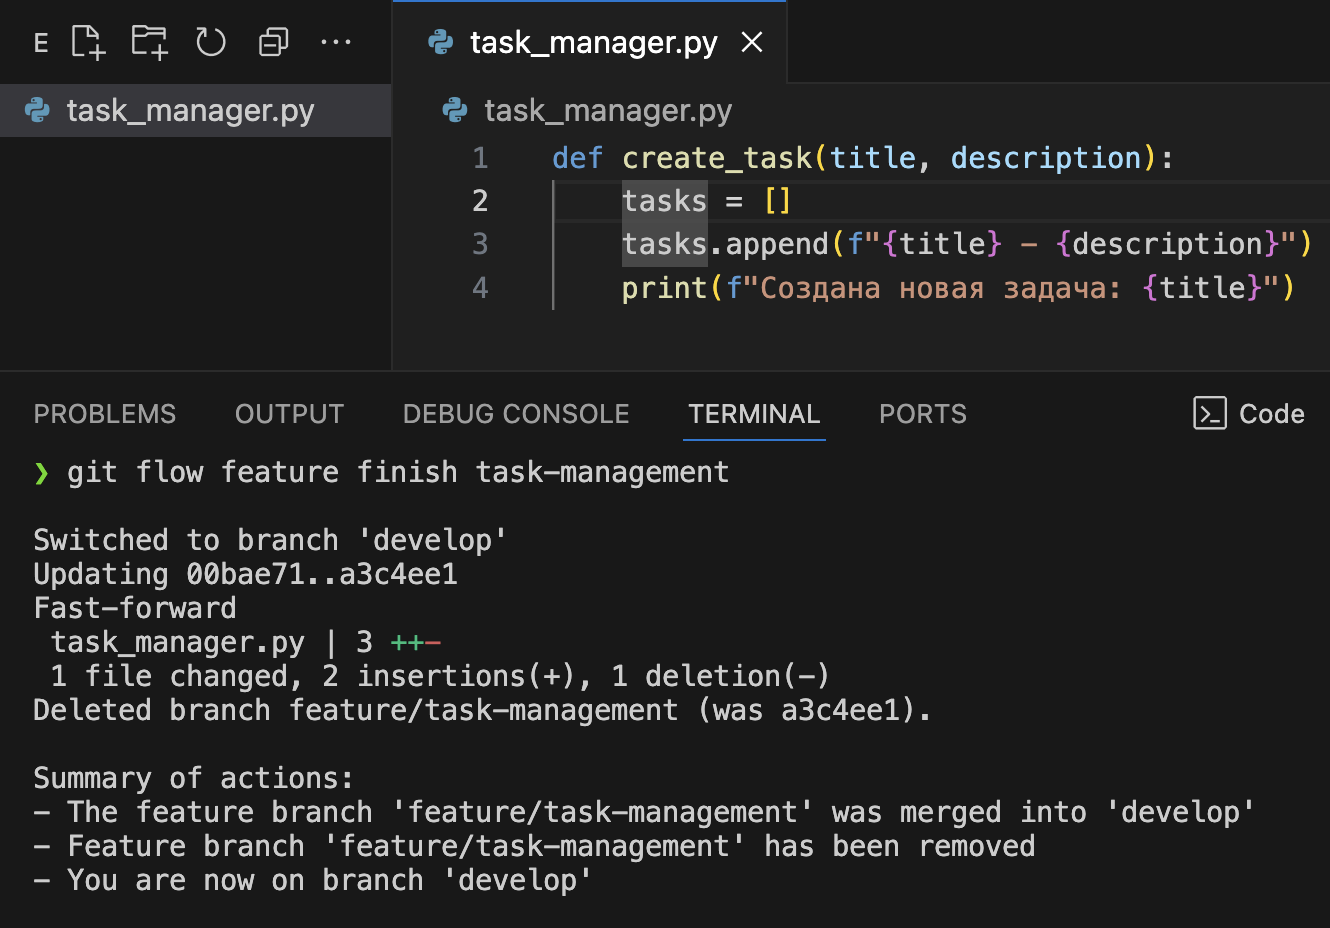 E
task_manager.py
task_manager.py
task_manager.py
1 def create_task(title, description):
2 tasks = []
3 tasks.append(f"{title} - {description}")
4 print(f"Создана новая задача: {title}")
PROBLEMS OUTPUT DEBUG CONSOLE TERMINAL PORTS Code
❯ git flow feature finish task-management
Switched to branch 'develop'
Updating 00bae71..a3c4ee1
Fast-forward
task_manager.py | 3 ++-
1 file changed, 2 insertions(+), 1 deletion(-)
Deleted branch feature/task-management (was a3c4ee1).
Summary of actions:
- The feature branch 'feature/task-management' was merged into 'develop'
- Feature branch 'feature/task-management' has been removed
- You are now on branch 'develop'